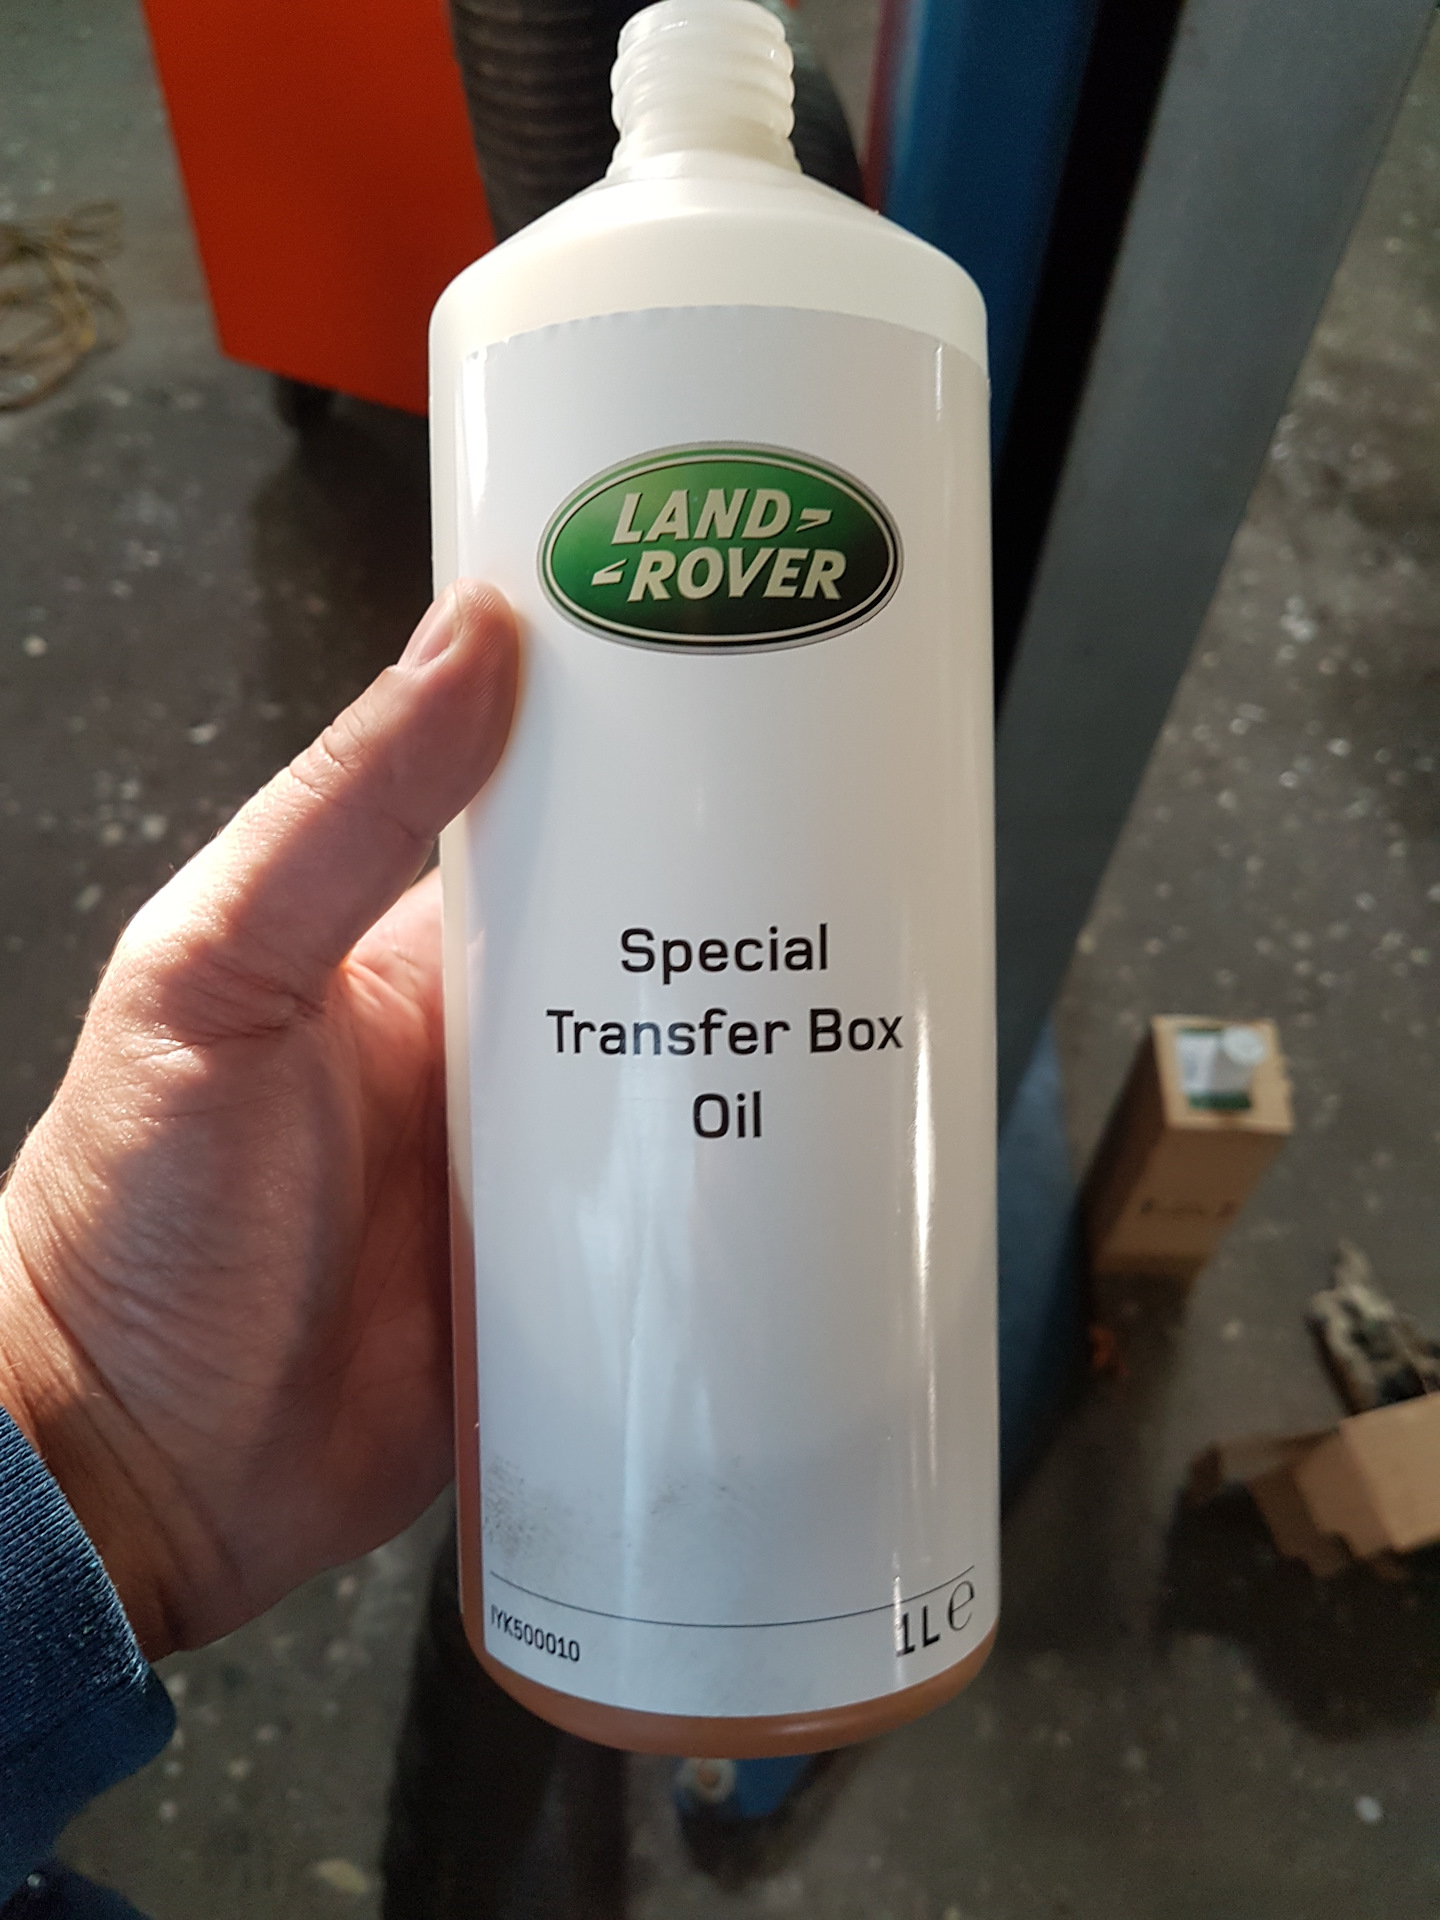 LAND
ROVER
Special
Transfer Box
Oil
IYK500010
1L e